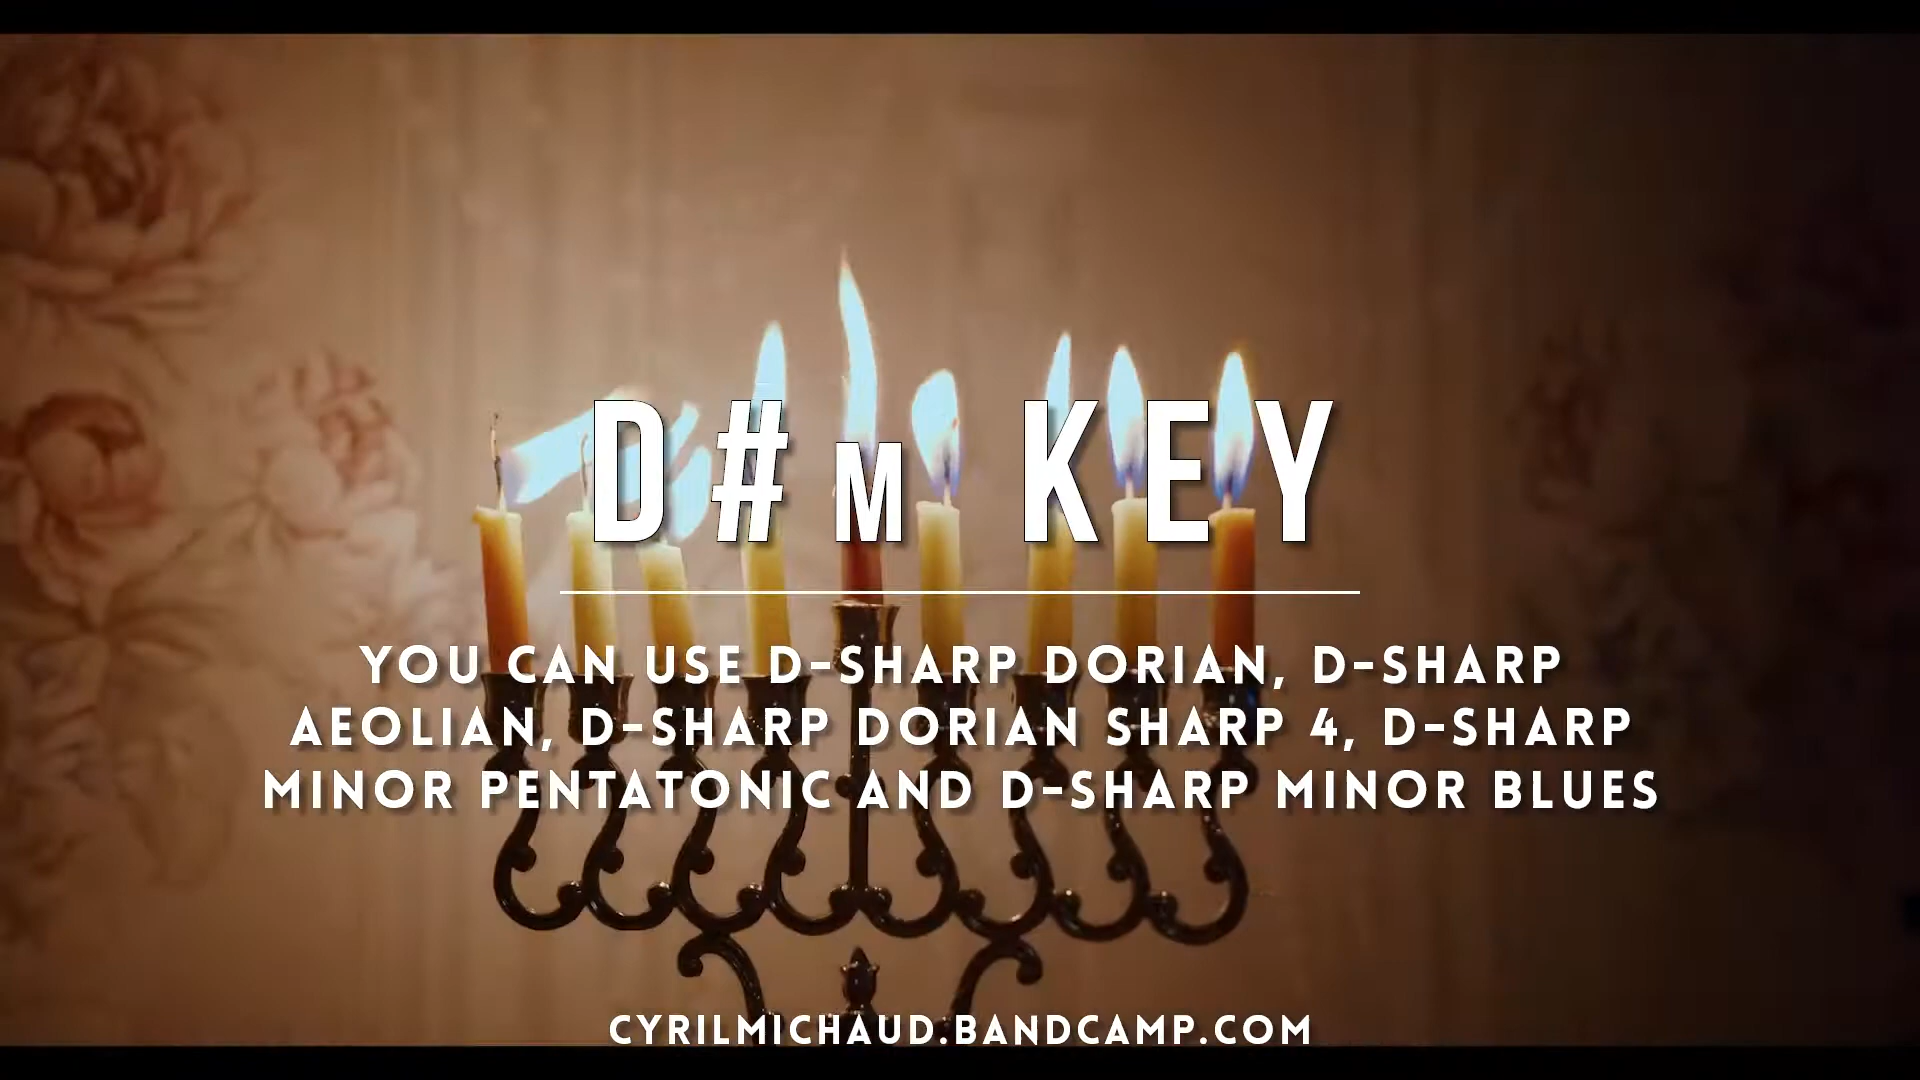 D#M KEY
YOU CAN USE D-SHARP DORIAN, D-SHARP
AEOLIAN, D-SHARP DORIAN SHARP 4, D-SHARP
MINOR PENTATONIC AND D-SHARP MINOR BLUES
CYRILMICHAUD.BANDCAMP.COM